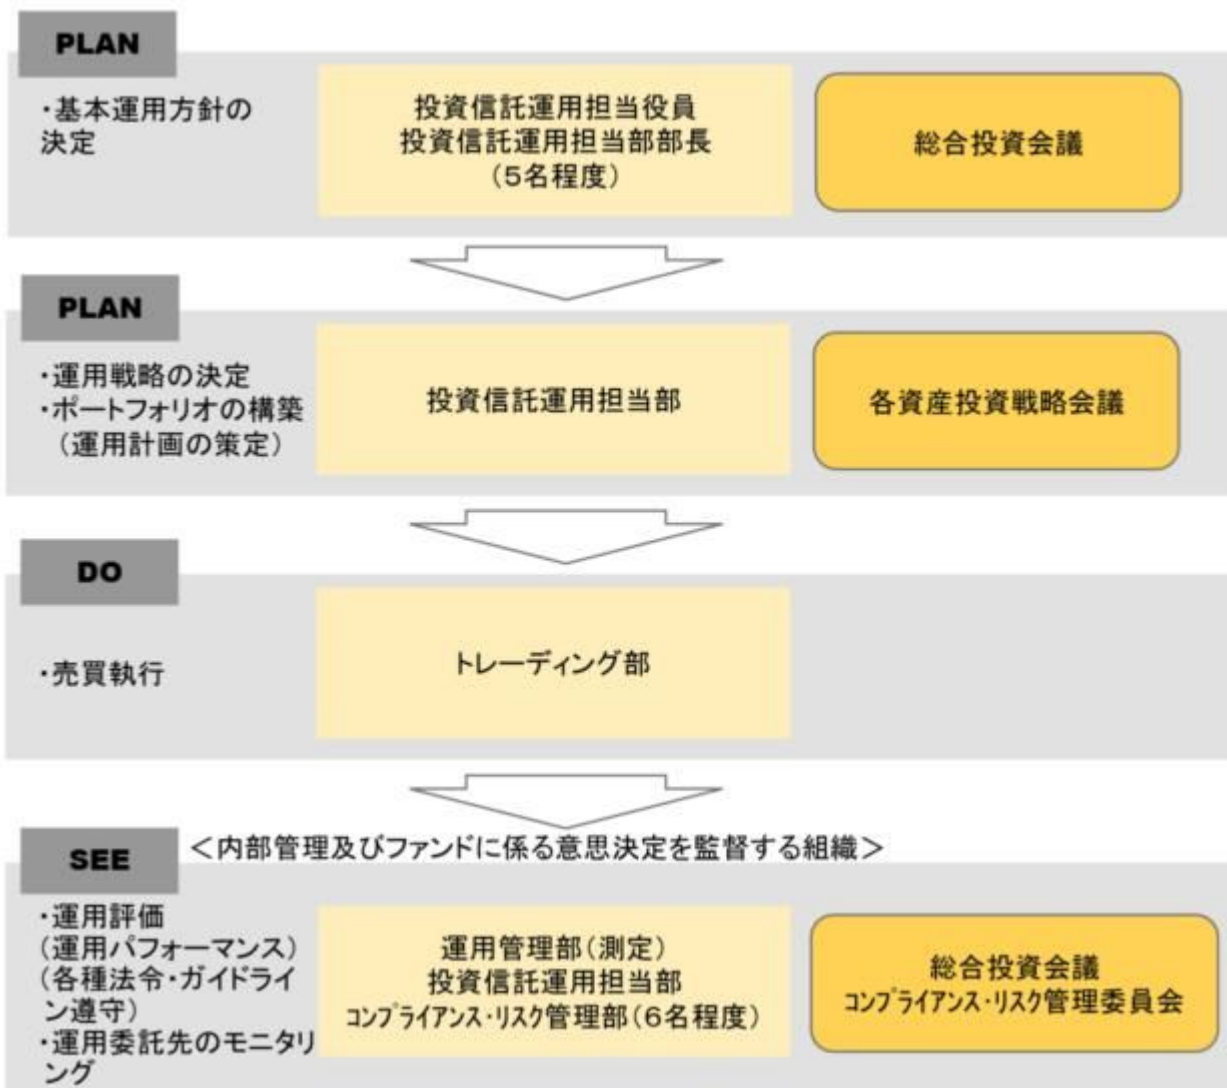 PLAN
・基本運用方針の
決定
投資信託運用担当役員
投資信託運用担当部部長
（5名程度）
総合投資会議
PLAN
・運用戦略の決定
・ポートフォリオの構築
（運用計画の策定）
投資信託運用担当部
各資産投資戦略会議
DO
・売買執行
トレーディング部
SEE
＜内部管理及びファンドに係る意思決定を監督する組織＞
・運用評価
（運用パフォーマンス）
（各種法令・ガイドライ
ン遵守）
・運用委託先のモニタリ
ング
運用管理部（測定）
投資信託運用担当部
ｺﾝﾌﾟﾗｲｱﾝｽ･ﾘｽｸ管理部（6名程度）
総合投資会議
ｺﾝﾌﾟﾗｲｱﾝｽ･ﾘｽｸ管理委員会